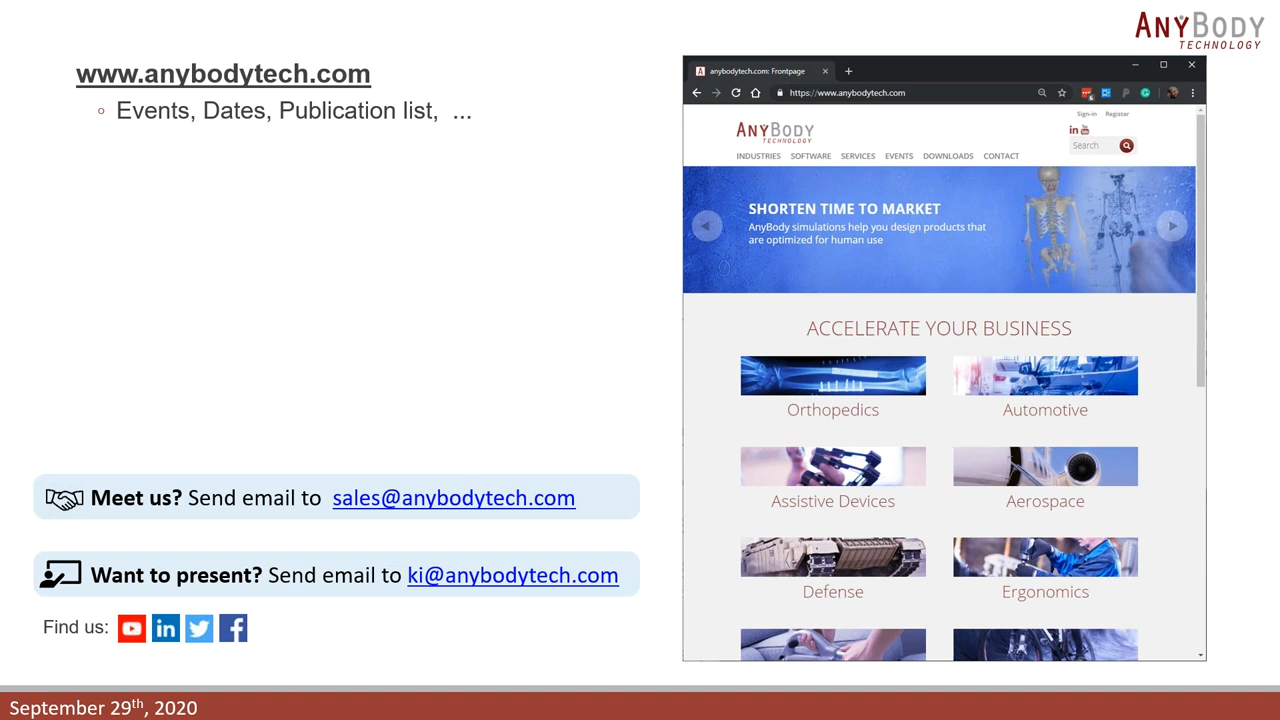 ANYBODY
TECHNOLOGY
www.anybodytech.com
Events, Dates, Publication list, ...
anybodytech.com: Frontpage
https://www.anybodytech.com
Sign-in Register
ANYBODY
TECHNOLOGY
Search
INDUSTRIES SOFTWARE SERVICES EVENTS DOWNLOADS CONTACT
SHORTEN TIME TO MARKET
AnyBody simulations help you design products that
are optimized for human use
ACCELERATE YOUR BUSINESS
Orthopedics Automotive
Assistive Devices Aerospace
Defense Ergonomics
Meet us? Send email to sales@anybodytech.com
Want to present? Send email to ki@anybodytech.com
Find us:
September 29th, 2020